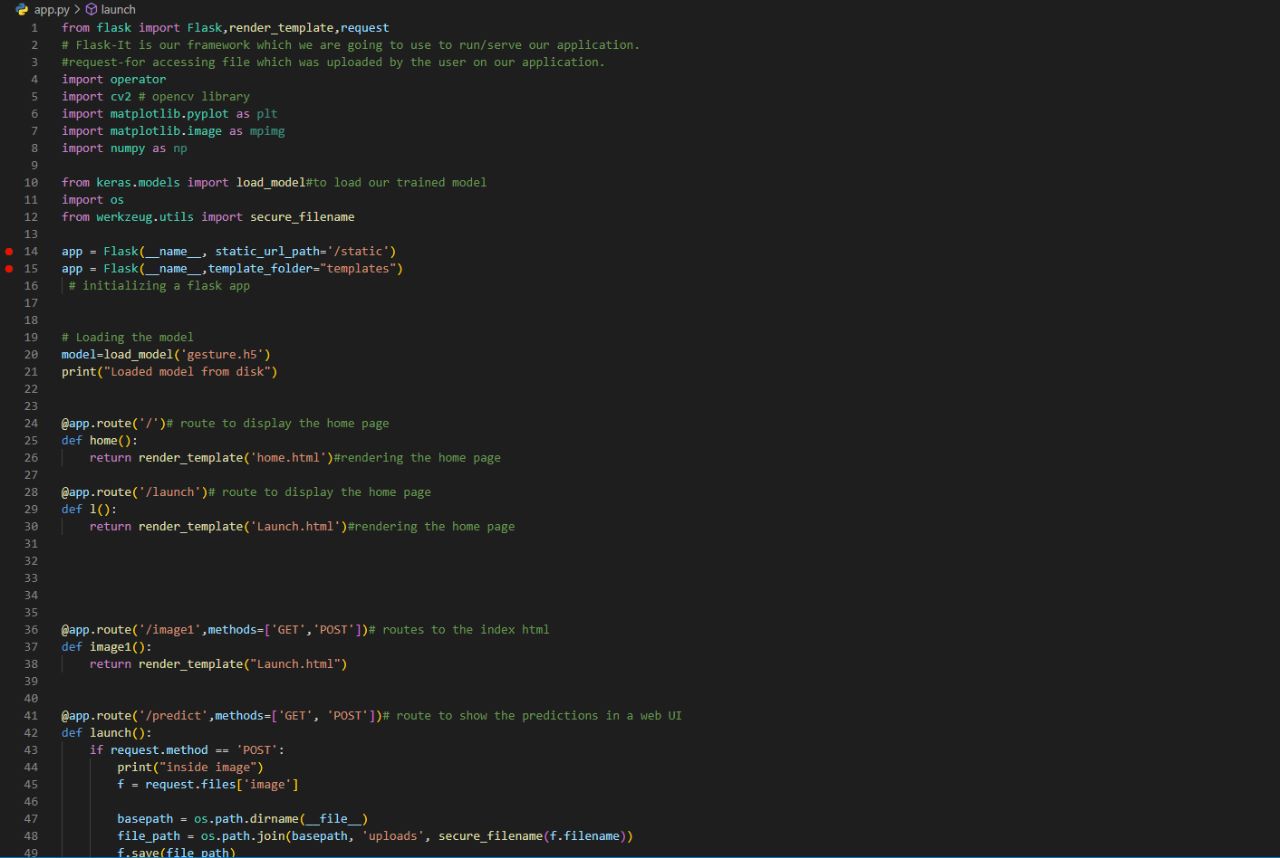 app.py > launch
1 from flask import Flask,render_template,request
2 # Flask-It is our framework which we are going to use to run/serve our application.
3 #request-for accessing file which was uploaded by the user on our application.
4 import operator
5 import cv2 # opencv library
6 import matplotlib.pyplot as plt
7 import matplotlib.image as mpimg
8 import numpy as np
9
10 from keras.models import load_model#to load our trained model
11 import os
12 from werkzeug.utils import secure_filename
13
14 app = Flask(__name__, static_url_path='/static')
15 app = Flask(__name__,template_folder="templates")
16  # initializing a flask app
17
18
19 # Loading the model
20 model=load_model('gesture.h5')
21 print("Loaded model from disk")
22
23
24 @app.route('/')# route to display the home page
25 def home():
26     return render_template('home.html')#rendering the home page
27
28 @app.route('/launch')# route to display the home page
29 def l():
30     return render_template('Launch.html')#rendering the home page
31
32
33
34
35
36 @app.route('/image1',methods=['GET','POST'])# routes to the index html
37 def image1():
38     return render_template("Launch.html")
39
40
41 @app.route('/predict',methods=['GET', 'POST'])# route to show the predictions in a web UI
42 def launch():
43     if request.method == 'POST':
44         print("inside image")
45         f = request.files['image']
46
47         basepath = os.path.dirname(__file__)
48         file_path = os.path.join(basepath, 'uploads', secure_filename(f.filename))
49         f.save(file_path)